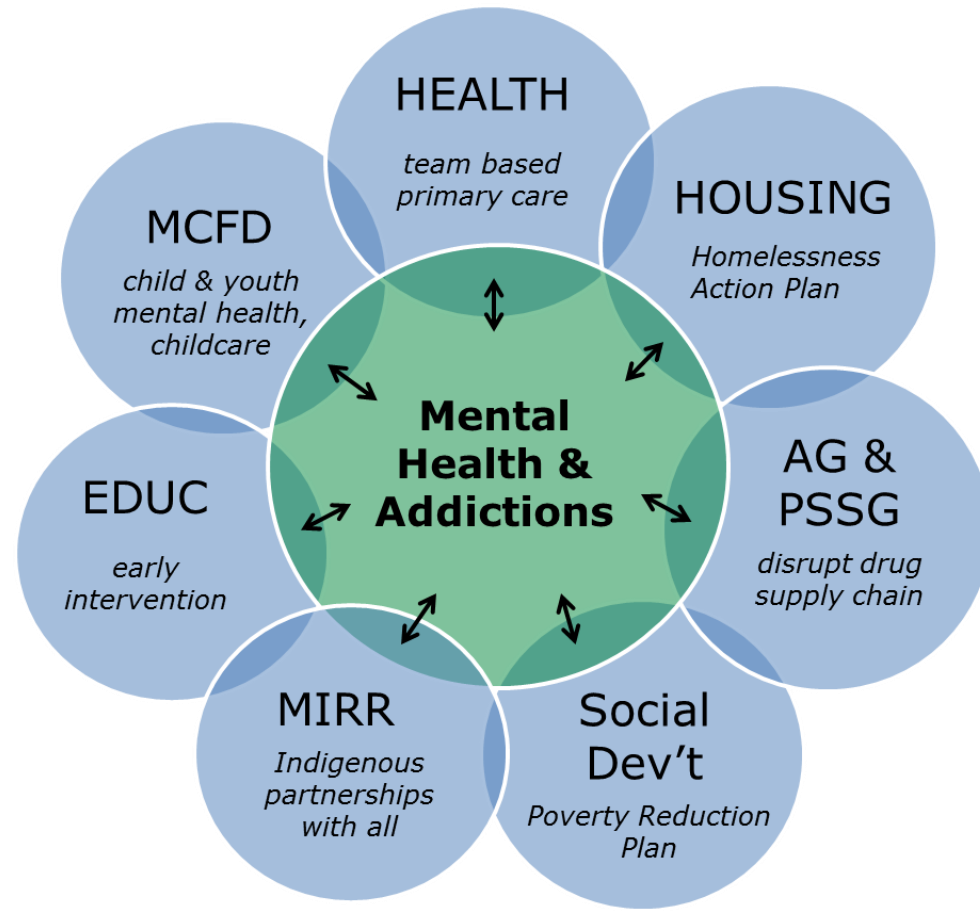 HEALTH
team based
primary care
HOUSING
Homelessness
Action Plan
AG &
PSSG
disrupt drug
supply chain
Social
Dev’t
Poverty Reduction
Plan
MIRR
Indigenous
partnerships
with all
EDUC
early
intervention
MCFD
child & youth
mental health,
childcare
Mental
Health &
Addictions